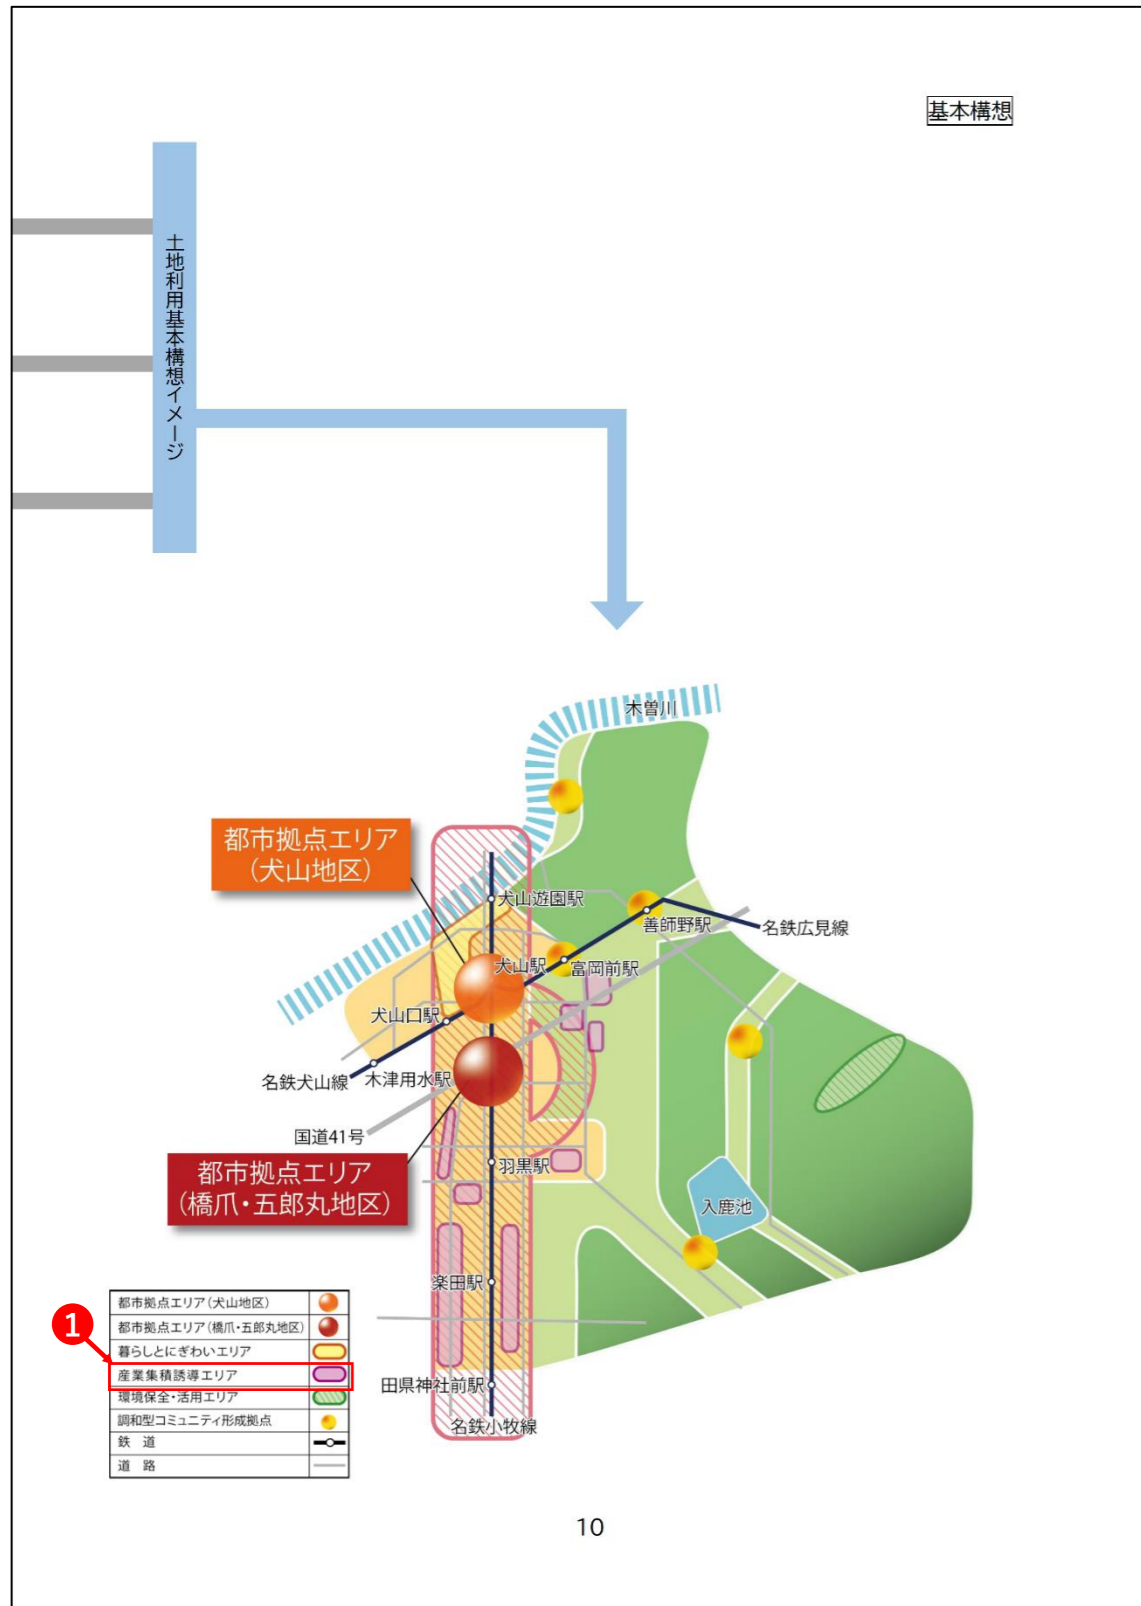 基本構想
土地利用基本構想イメージ
木曽川
都市拠点エリア
(犬山地区)
犬山遊園駅
善師野駅
名鉄広見線
犬山駅
富岡前駅
犬山口駅
名鉄犬山線
木津用水駅
国道41号
都市拠点エリア
(橋爪・五郎丸地区)
羽黒駅
入鹿池
楽田駅
田県神社前駅
名鉄小牧線
1
都市拠点エリア(犬山地区)
都市拠点エリア(橋爪・五郎丸地区)
暮らしとにぎわいエリア
産業集積誘導エリア
環境保全・活用エリア
調和型コミュニティ形成拠点
鉄 道
道 路
10